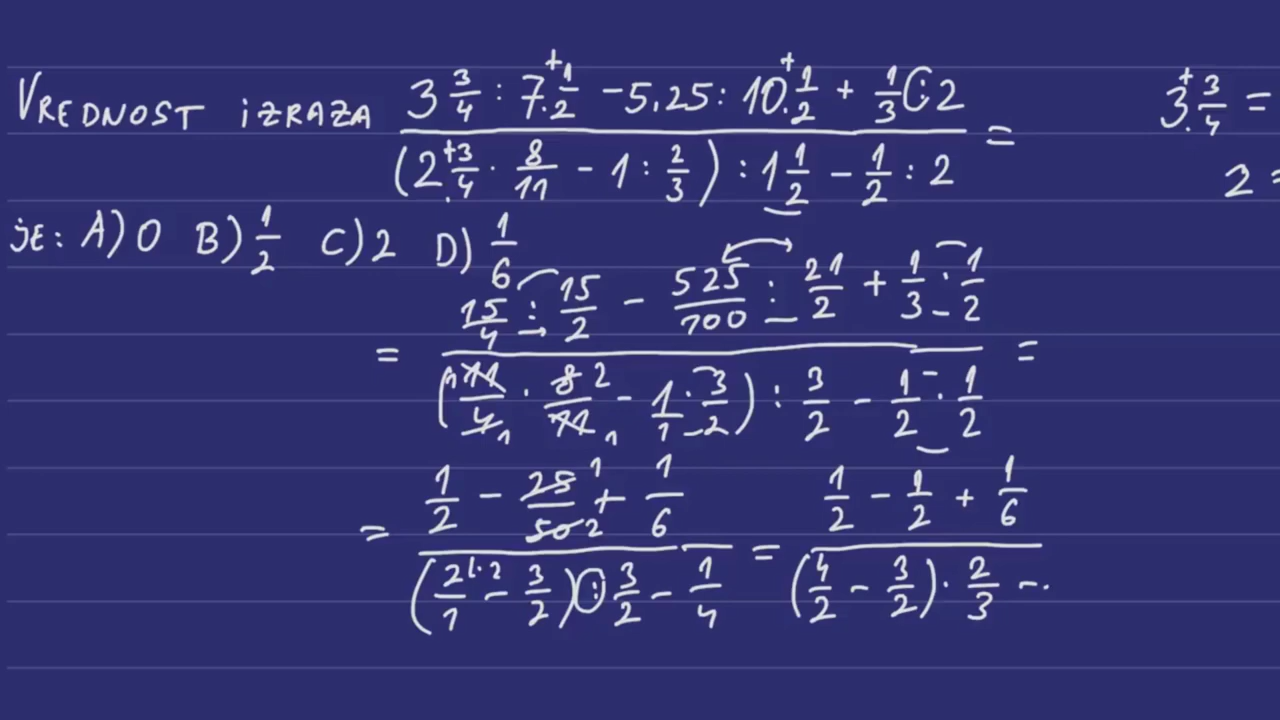 VREDNOST IZRAZA (3 3/4 : 7 1/2 - 5,25 : 10 1/2 + 1/3 : 2) / ((2 3/4 · 8/11 - 1 : 2/3) : 1 1/2 - 1/2 : 2) =
3 3/4 =
2 =
JE: A) 0 B) 1/2 C) 2 D) 1/6
= (15/4 : 15/2 - 525/100 : 21/2 + 1/3 · 1/2) / ((11/4 · 8/11 - 1/1 · 3/2) : 3/2 - 1/2 · 1/2) =
= (1/2 - 25/50 + 1/6) / ((2/1 - 3/2) : 3/2 - 1/4) = (1/2 - 1/2 + 1/6) / ((4/2 - 3/2) · 2/3 -